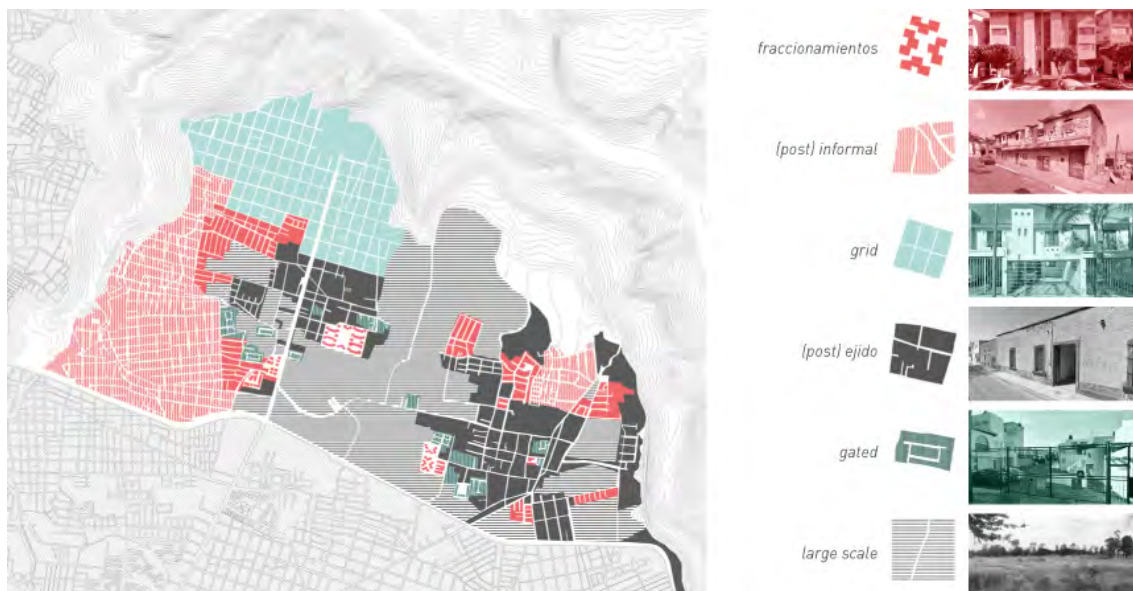 fraccionamientos
(post) informal
grid
(post) ejido
gated
large scale